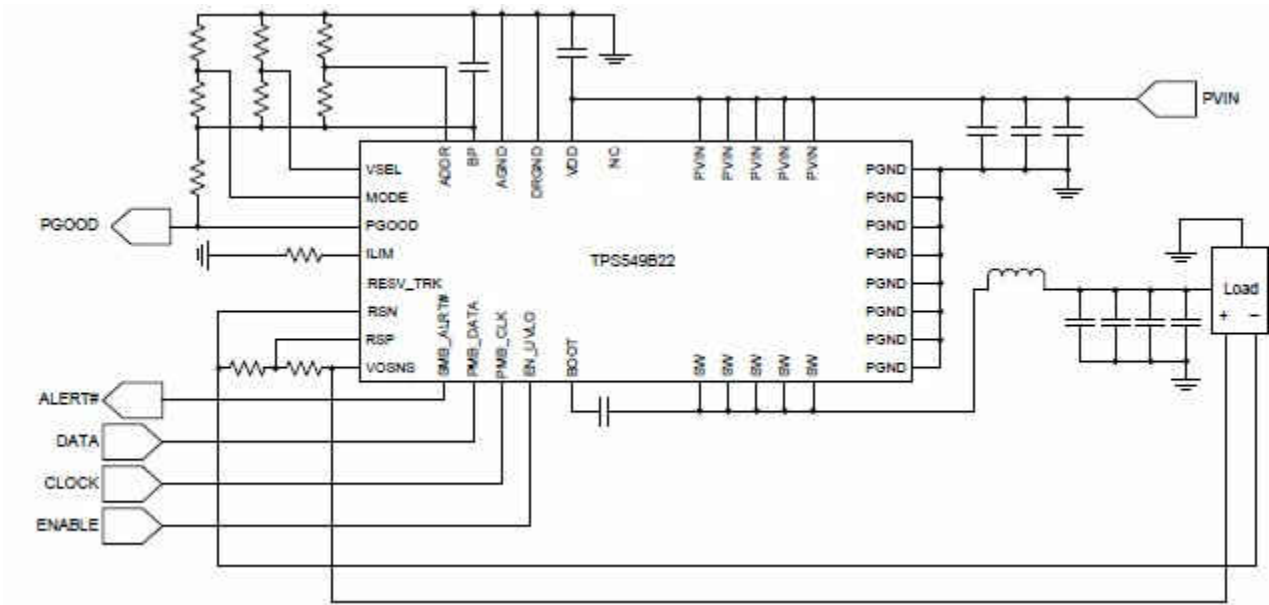 ADDR
BP
AGND
DRGND
VDD
NC
PVIN
PVIN
PVIN
PVIN
PVIN
PVIN
VSEL
MODE
PGOOD
PGOOD
ILIM
RESV_TRK
RSN
RSP
VOSNS
TPS549B22
PGND
PGND
PGND
PGND
PGND
PGND
PGND
PGND
Load
+ −
SMB_ALRT#
PMB_DATA
PMB_CLK
EN_UVLO
BOOT
SW
SW
SW
SW
SW
ALERT#
DATA
CLOCK
ENABLE